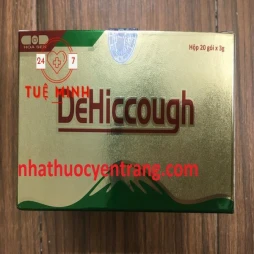 Hộp 20 gói x 3g
24 7
TUỆ MINH
DeHiccough
nhathuocyentrang.com